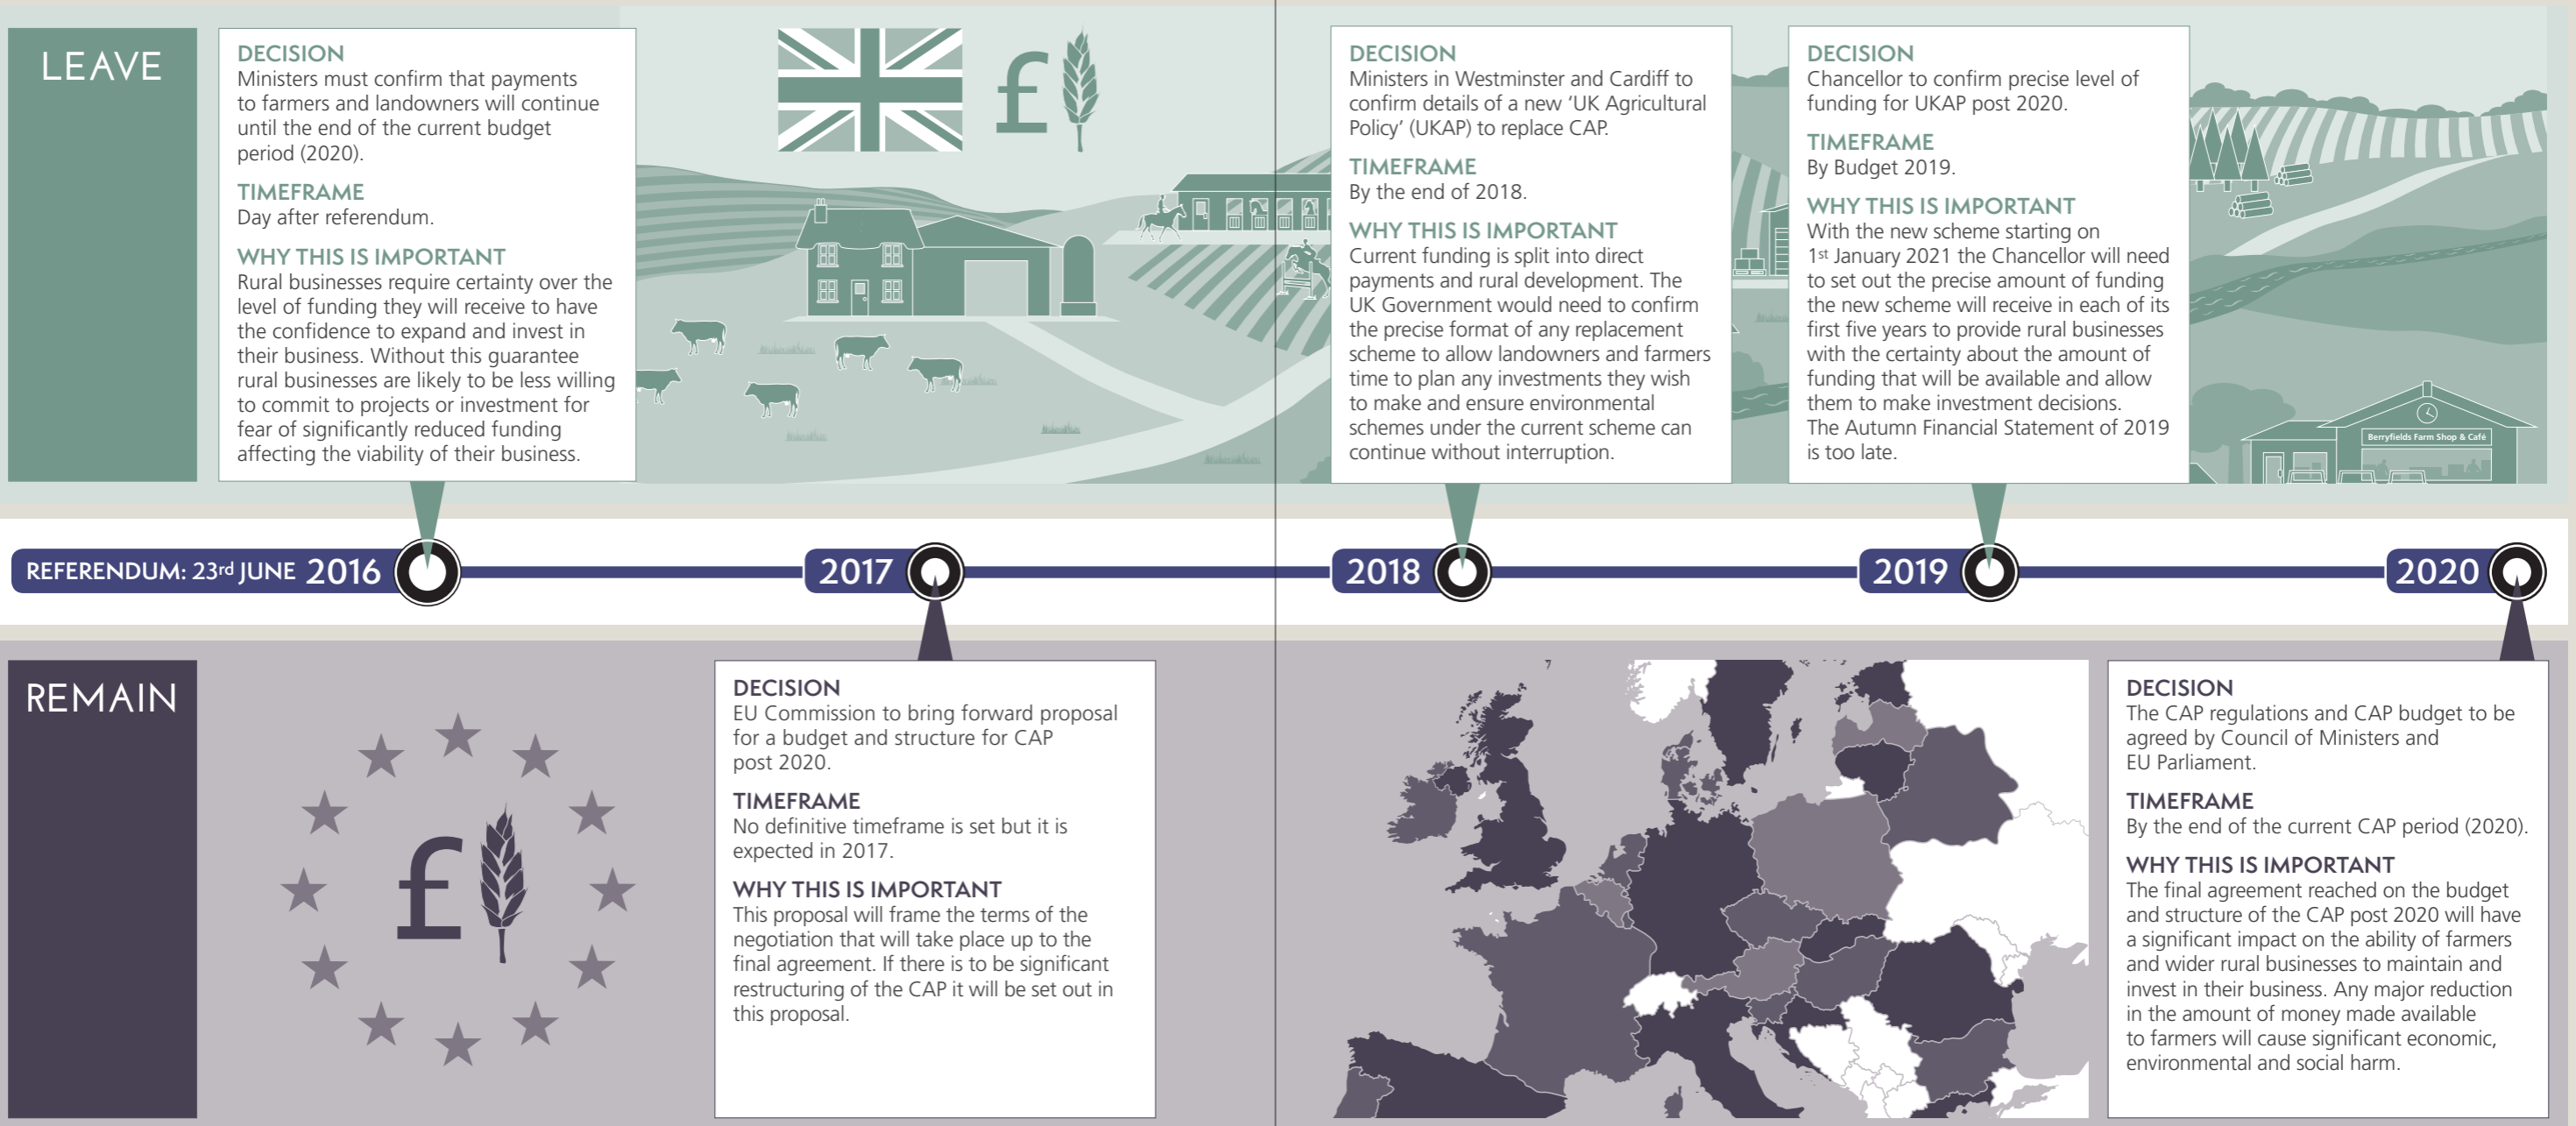 LEAVE
DECISION
Ministers must confirm that payments
to farmers and landowners will continue
until the end of the current budget
period (2020).
TIMEFRAME
Day after referendum.
WHY THIS IS IMPORTANT
Rural businesses require certainty over the
level of funding they will receive to have
the confidence to expand and invest in
their business. Without this guarantee
rural businesses are likely to be less willing
to commit to projects or investment for
fear of significantly reduced funding
affecting the viability of their business.
£
DECISION
Ministers in Westminster and Cardiff to
confirm details of a new ‘UK Agricultural
Policy’ (UKAP) to replace CAP.
TIMEFRAME
By the end of 2018.
WHY THIS IS IMPORTANT
Current funding is split into direct
payments and rural development. The
UK Government would need to confirm
the precise format of any replacement
scheme to allow landowners and farmers
time to plan any investments they wish
to make and ensure environmental
schemes under the current scheme can
continue without interruption.
DECISION
Chancellor to confirm precise level of
funding for UKAP post 2020.
TIMEFRAME
By Budget 2019.
WHY THIS IS IMPORTANT
With the new scheme starting on
1st January 2021 the Chancellor will need
to set out the precise amount of funding
the new scheme will receive in each of its
first five years to provide rural businesses
with the certainty about the amount of
funding that will be available and allow
them to make investment decisions.
The Autumn Financial Statement of 2019
is too late.
Berryfields Farm Shop & Café
REFERENDUM: 23rd JUNE 2016
2017
2018
2019
2020
REMAIN
£
DECISION
EU Commission to bring forward proposal
for a budget and structure for CAP
post 2020.
TIMEFRAME
No definitive timeframe is set but it is
expected in 2017.
WHY THIS IS IMPORTANT
This proposal will frame the terms of the
negotiation that will take place up to the
final agreement. If there is to be significant
restructuring of the CAP it will be set out in
this proposal.
DECISION
The CAP regulations and CAP budget to be
agreed by Council of Ministers and
EU Parliament.
TIMEFRAME
By the end of the current CAP period (2020).
WHY THIS IS IMPORTANT
The final agreement reached on the budget
and structure of the CAP post 2020 will have
a significant impact on the ability of farmers
and wider rural businesses to maintain and
invest in their business. Any major reduction
in the amount of money made available
to farmers will cause significant economic,
environmental and social harm.